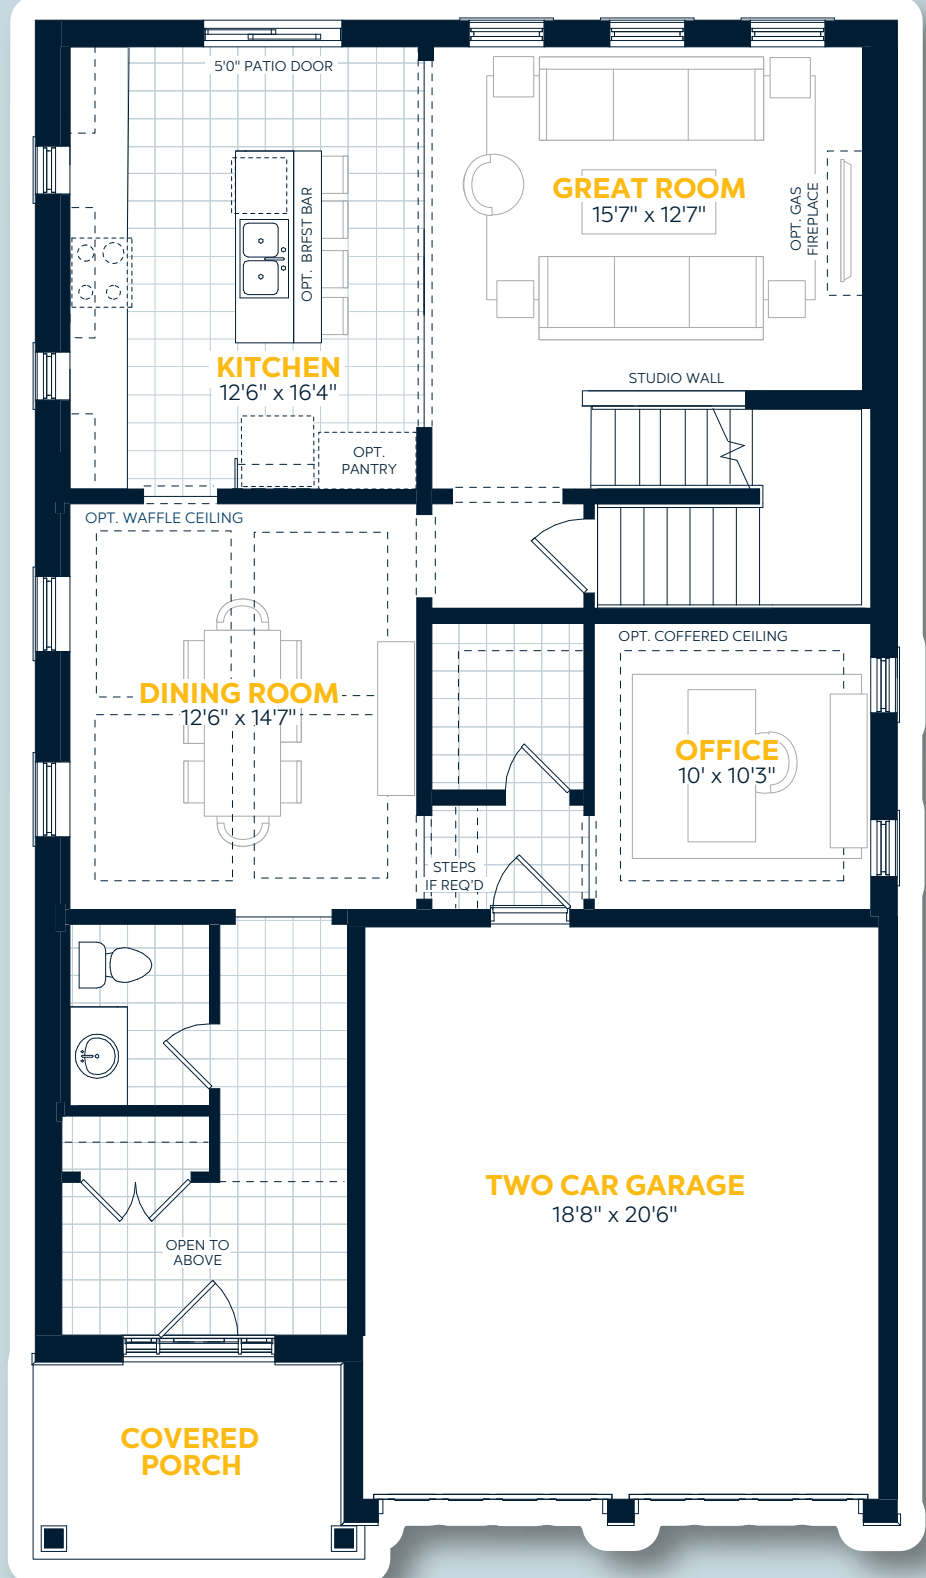 5'0" PATIO DOOR
OPT. BRFST BAR
KITCHEN
12'6" x 16'4"
OPT.
PANTRY
GREAT ROOM
15'7" x 12'7"
OPT. GAS
FIREPLACE
STUDIO WALL
OPT. WAFFLE CEILING
DINING ROOM
12'6" x 14'7"
OPT. COFFERED CEILING
OFFICE
10' x 10'3"
STEPS
IF REQ'D
TWO CAR GARAGE
18'8" x 20'6"
OPEN TO
ABOVE
COVERED
PORCH